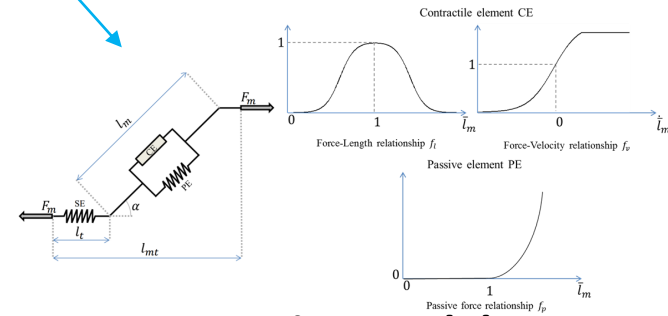 Contractile element CE
1
0
1
l̄m
Force-Length relationship fl
1
0
l̄̇m
Force-Velocity relationship fv
Passive element PE
0
0
1
l̄m
Passive force relationship fp
Fm
lm
CE
PE
Fm
SE
α
lt
lmt